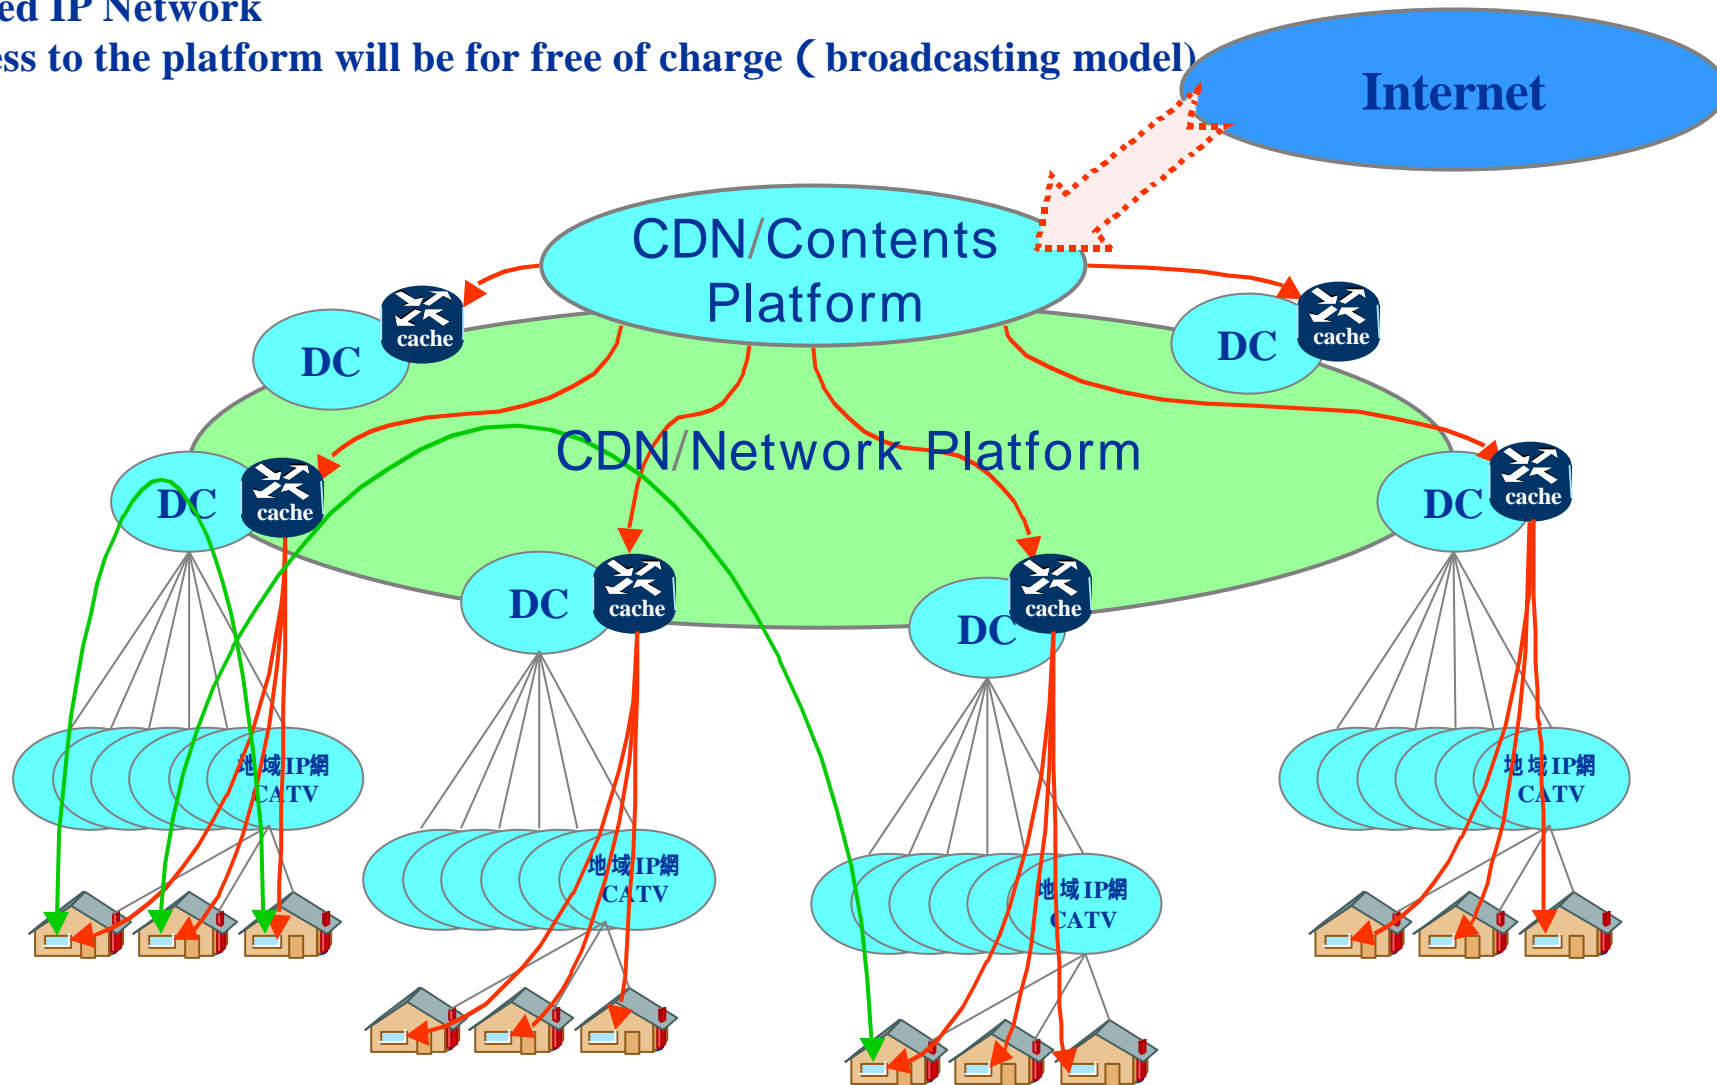 ed IP Network
ess to the platform will be for free of charge ( broadcasting model)
Internet
CDN/Contents
Platform
cache
DC
cache
DC
CDN/Network Platform
DC
cache
DC
cache
DC
cache
DC
cache
地域IP網
CATV
地域IP網
CATV
地域IP網
CATV
地域IP網
CATV